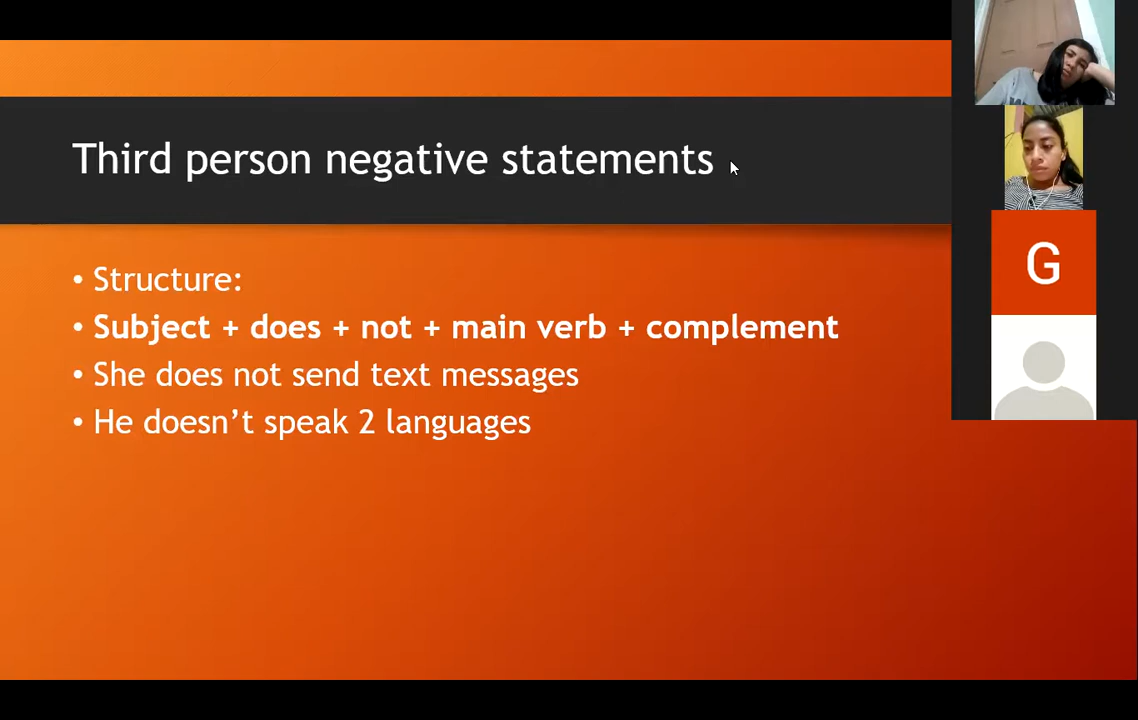 Third person negative statements
• Structure:
• Subject + does + not + main verb + complement
• She does not send text messages
• He doesn’t speak 2 languages
G